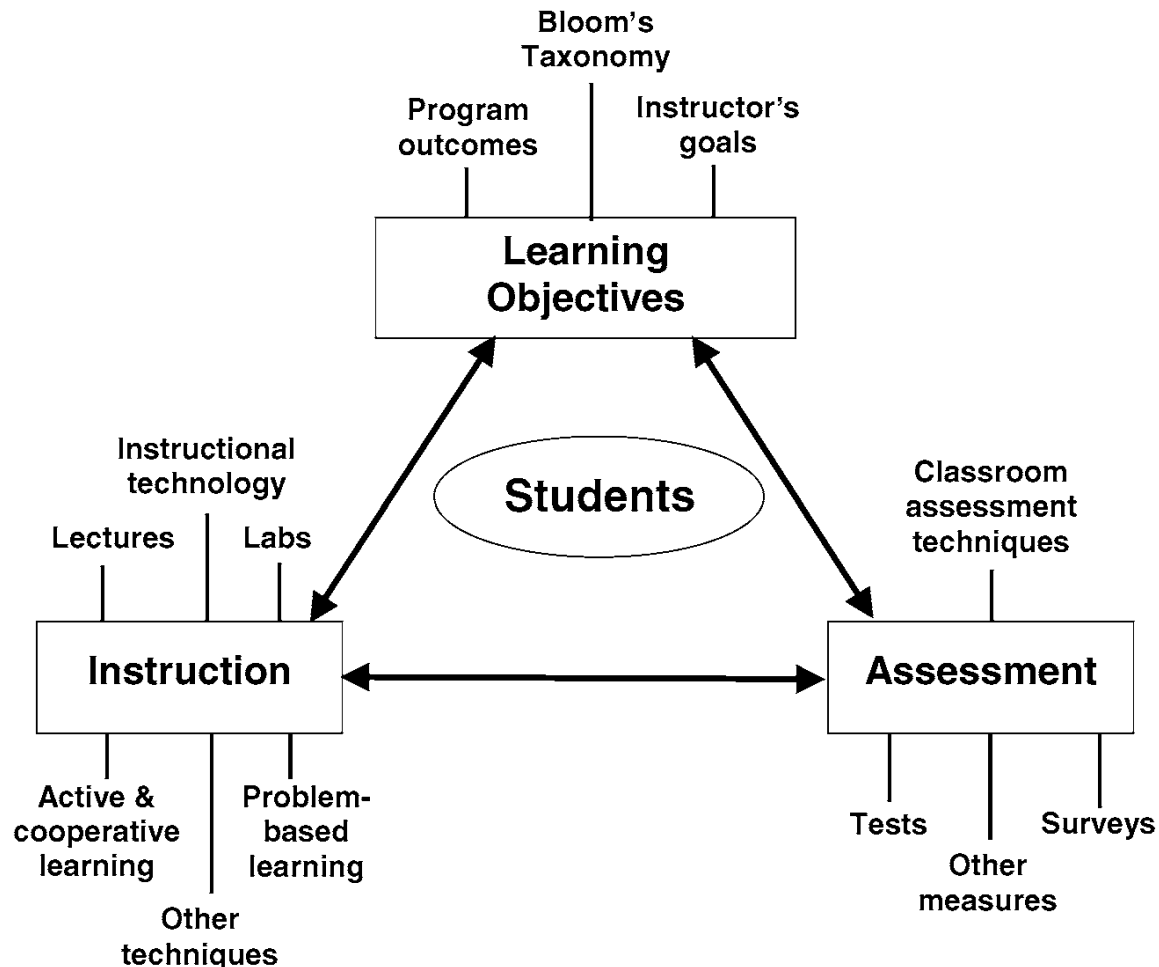 Bloom's
Taxonomy
Program
outcomes
Instructor's
goals
Learning
Objectives
Instructional
technology
Lectures
Labs
Students
Classroom
assessment
techniques
Instruction
Assessment
Active &
cooperative
learning
Problem-
based
learning
Other
techniques
Tests
Surveys
Other
measures